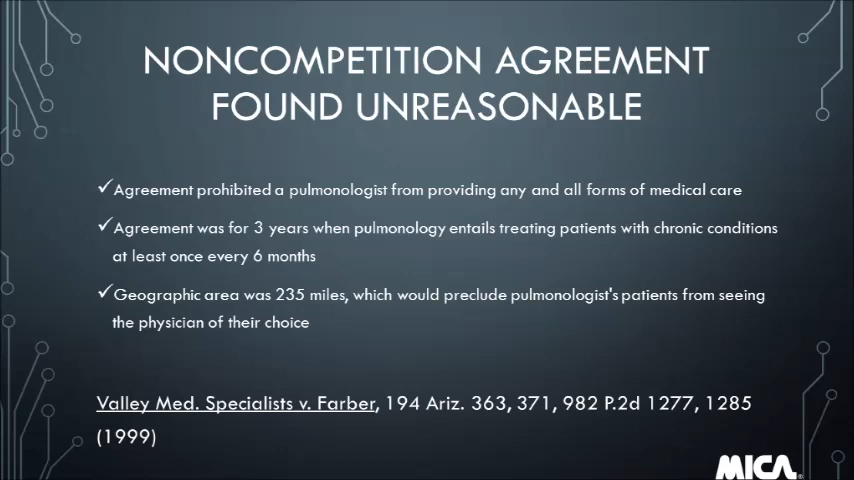 NONCOMPETITION AGREEMENT
FOUND UNREASONABLE
✓Agreement prohibited a pulmonologist from providing any and all forms of medical care
✓Agreement was for 3 years when pulmonology entails treating patients with chronic conditions
at least once every 6 months
✓Geographic area was 235 miles, which would preclude pulmonologist's patients from seeing
the physician of their choice
Valley Med. Specialists v. Farber, 194 Ariz. 363, 371, 982 P.2d 1277, 1285
(1999)
MICA®